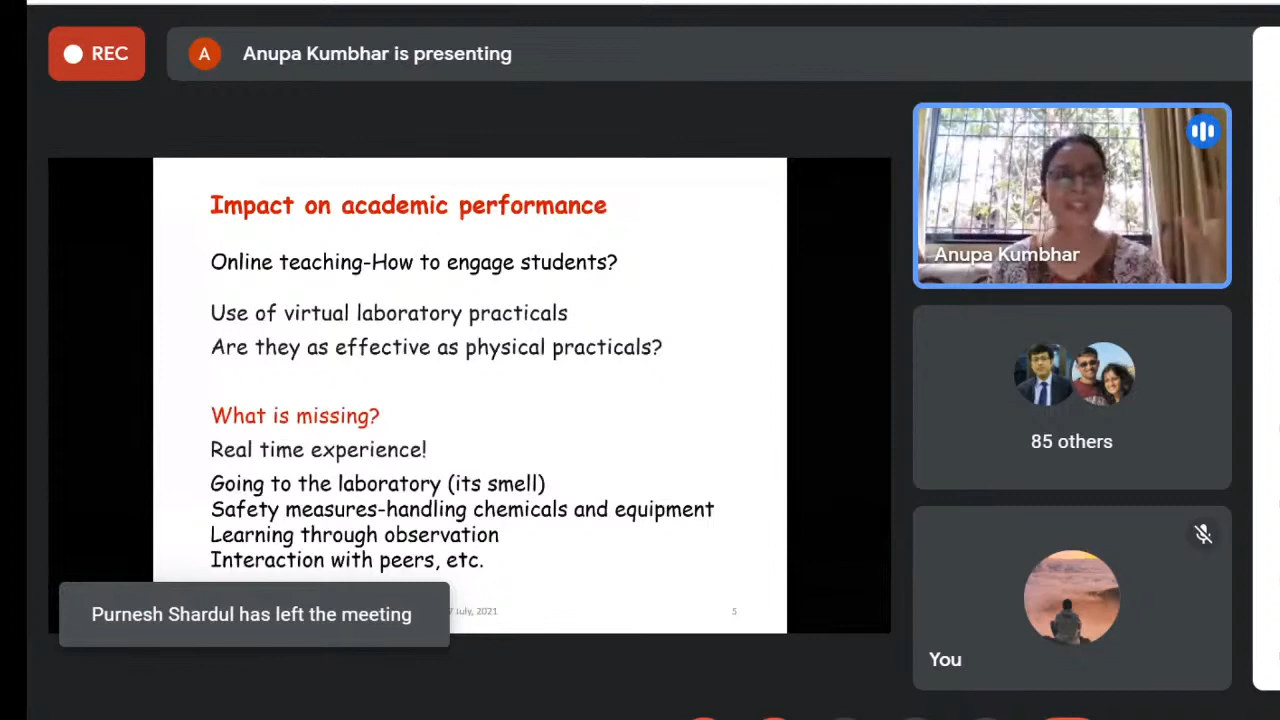 REC
A
Anupa Kumbhar is presenting
Impact on academic performance
Online teaching-How to engage students?
Use of virtual laboratory practicals
Are they as effective as physical practicals?
What is missing?
Real time experience!
Going to the laboratory (its smell)
Safety measures-handling chemicals and equipment
Learning through observation
Interaction with peers, etc.
July, 2021
5
Purnesh Shardul has left the meeting
Anupa Kumbhar
85 others
You